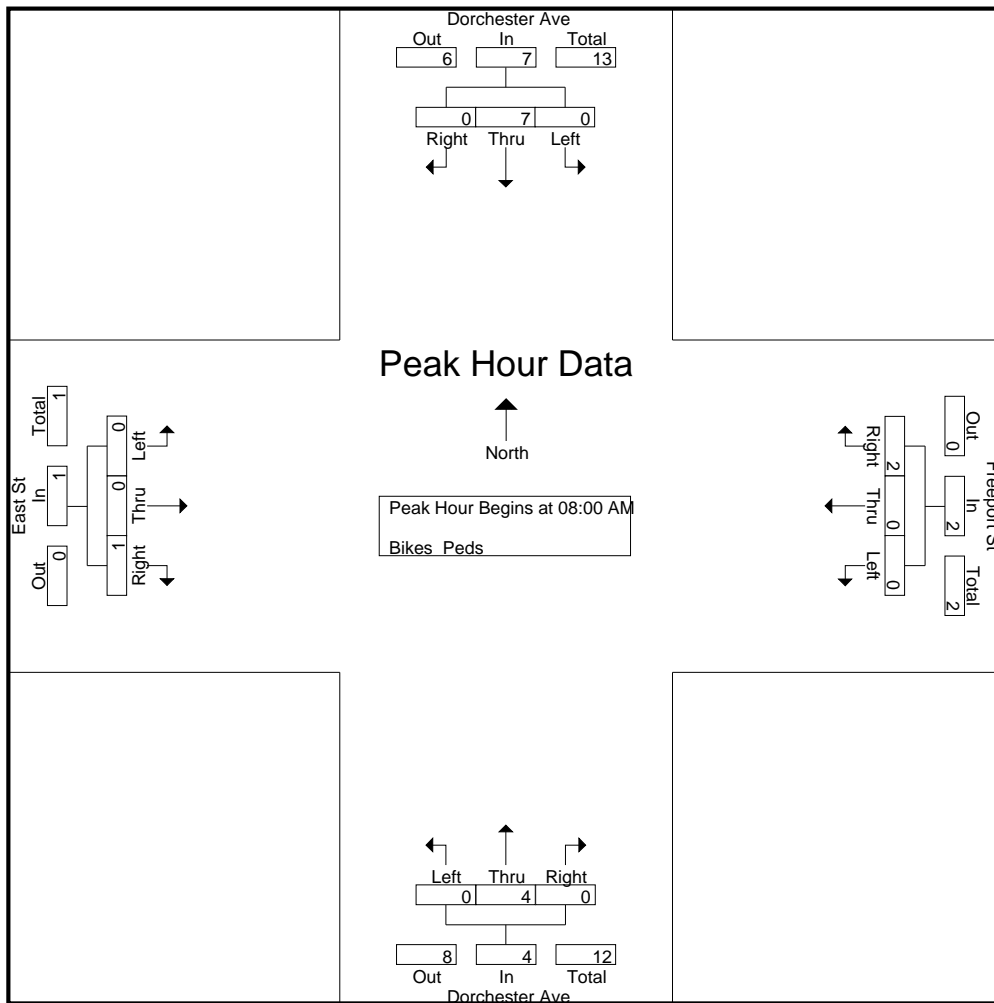 Dorchester Ave
Out In Total
6 7 13
0 7 0
Right Thru Left
Peak Hour Data
North
Peak Hour Begins at 08:00 AM
Bikes Peds
East St
Total In Out
1 1 0
0 0 1
Left Thru Right
Freeport St
Out In Total
0 2 2
2 0 0
Right Thru Left
Left Thru Right
0 4 0
8 4 12
Out In Total
Dorchester Ave